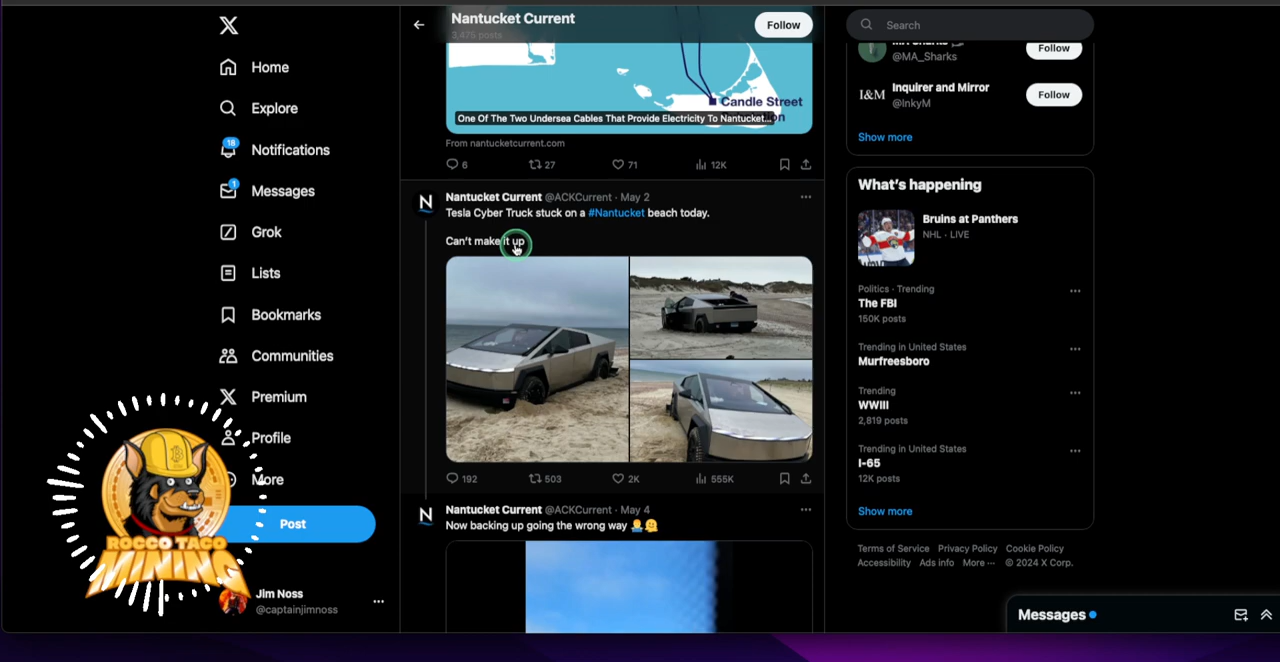 Home
Explore
18
Notifications
1
Messages
Grok
Lists
Bookmarks
Communities
Premium
Profile
More
Post
ROCCO TACO
MINING
Jim Noss
@captainjimnoss
Nantucket Current
3,475 posts
Follow
Candle Street
One Of The Two Undersea Cables That Provide Electricity To Nantucket...
From nantucketcurrent.com
6 27 71 12K
Nantucket Current @ACKCurrent · May 2
Tesla Cyber Truck stuck on a #Nantucket beach today.
Can't make it up
192 503 2K 555K
Nantucket Current @ACKCurrent · May 4
Now backing up going the wrong way
Search
@MA_Sharks
Follow
Inquirer and Mirror
@InkyM
I&M
Follow
Show more
What's happening
Bruins at Panthers
NHL · LIVE
Politics · Trending
The FBI
150K posts
Trending in United States
Murfreesboro
Trending
WWIII
2,819 posts
Trending in United States
I-65
12K posts
Show more
Terms of Service Privacy Policy Cookie Policy
Accessibility Ads info More ··· © 2024 X Corp.
Messages